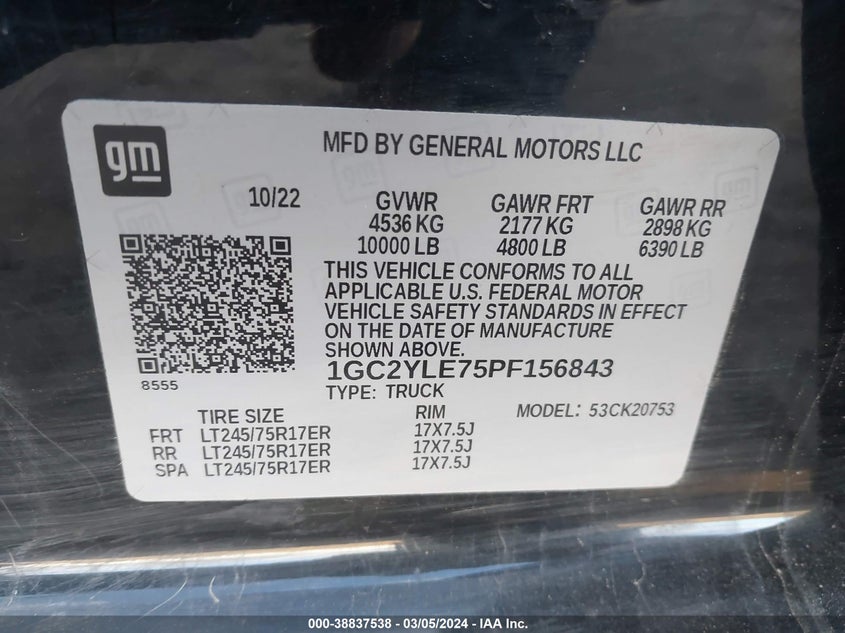 gm
MFD BY GENERAL MOTORS LLC
10/22 GVWR GAWR FRT GAWR RR
4536 KG 2177 KG 2898 KG
10000 LB 4800 LB 6390 LB
THIS VEHICLE CONFORMS TO ALL
APPLICABLE U.S. FEDERAL MOTOR
VEHICLE SAFETY STANDARDS IN EFFECT
ON THE DATE OF MANUFACTURE
SHOWN ABOVE.
8555
1GC2YLE75PF156843
TYPE: TRUCK
TIRE SIZE RIM MODEL: 53CK20753
FRT LT245/75R17ER 17X7.5J
RR LT245/75R17ER 17X7.5J
SPA LT245/75R17ER 17X7.5J
000-38837538 - 03/05/2024 - IAA Inc.